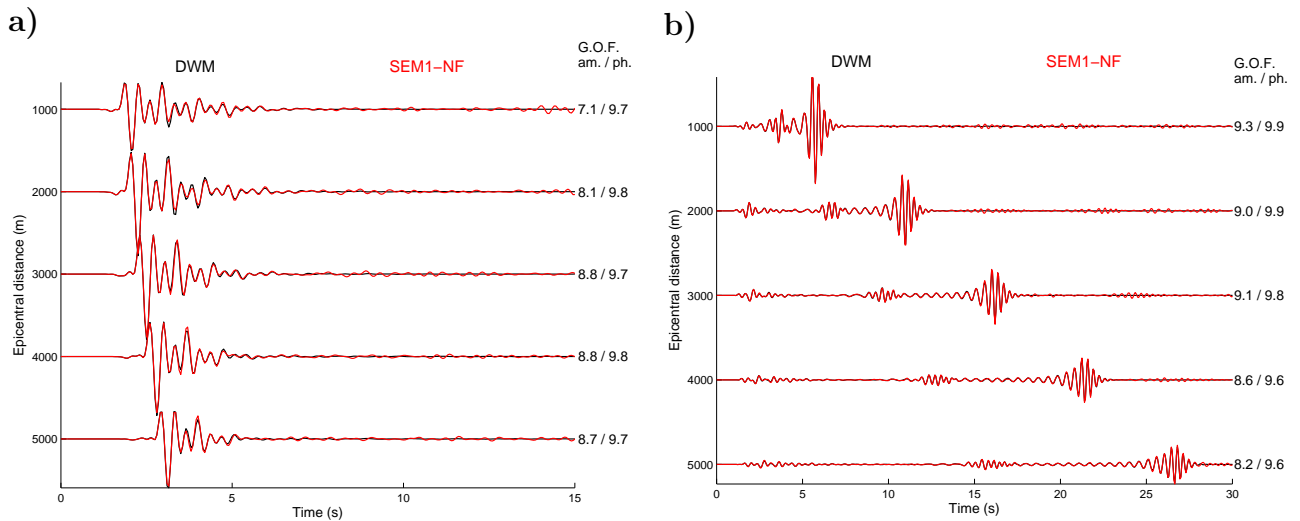 a)
DWM
SEM1-NF
G.O.F.
am. / ph.
Epicentral distance (m)
1000
7.1 / 9.7
2000
8.1 / 9.8
3000
8.8 / 9.7
4000
8.8 / 9.8
5000
8.7 / 9.7
0
5
10
15
Time (s)
b)
DWM
SEM1-NF
G.O.F.
am. / ph.
Epicentral distance (m)
1000
9.3 / 9.9
2000
9.0 / 9.9
3000
9.1 / 9.8
4000
8.6 / 9.6
5000
8.2 / 9.6
0
5
10
15
20
25
30
Time (s)